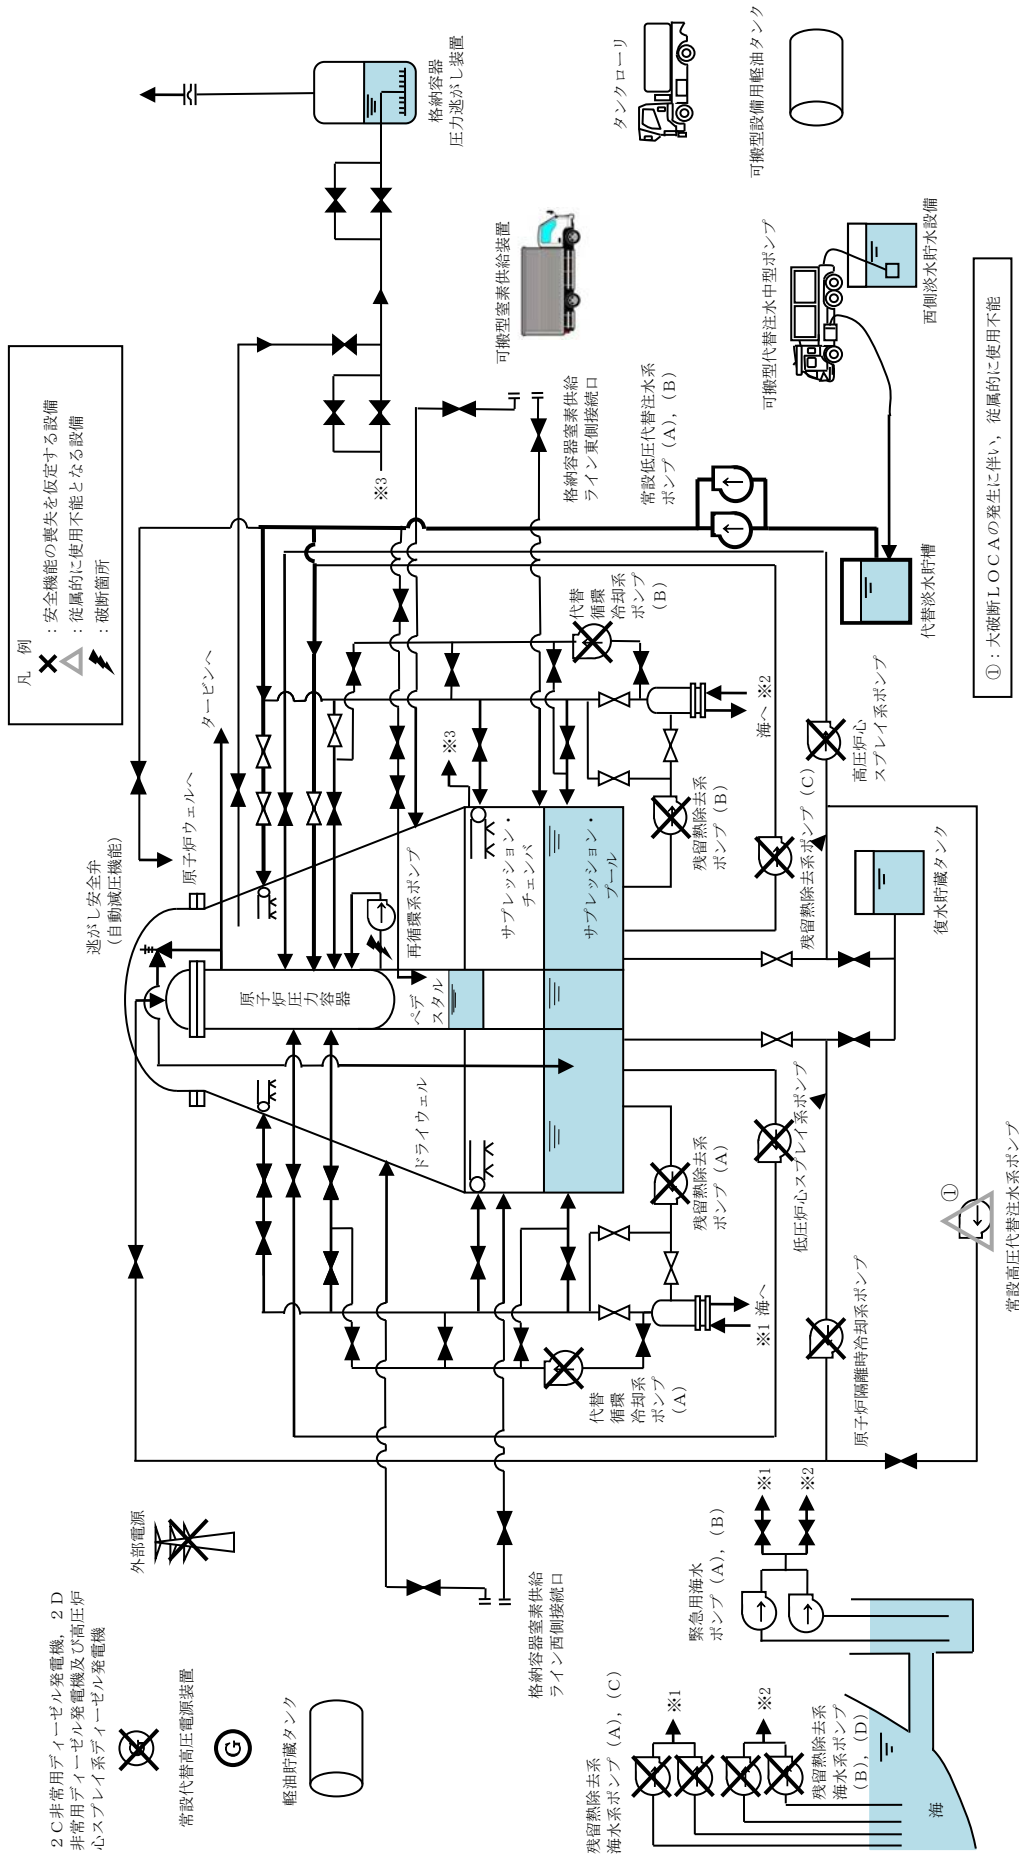 2C非常用ディーゼル発電機，2D
非常用ディーゼル発電機及び高圧炉
心スプレイ系ディーゼル発電機
外部電源
G
常設代替高圧電源装置
G
軽油貯蔵タンク
凡 例
：安全機能の喪失を仮定する設備
：従属的に使用不能となる設備
：破断箇所
逃がし安全弁
（自動減圧機能）
原子炉ウェルへ
タービンへ
原子炉圧力容器
再循環系ポンプ
ペデ
スタル
ドライウェル
サプレッション・
チェンバ
サプレッション・
プール
※3
※3
格納容器
圧力逃がし装置
可搬型窒素供給装置
タンクローリ
可搬型設備用軽油タンク
格納容器窒素供給
ライン東側接続口
格納容器窒素供給
ライン西側接続口
常設低圧代替注水系
ポンプ（A），（B）
可搬型代替注水中型ポンプ
西側淡水貯水設備
代替淡水貯槽
代替
循環
冷却系
ポンプ
（B）
代替
循環
冷却系
ポンプ
（A）
海へ ※2
※1 海へ
残留熱除去系
ポンプ（B）
残留熱除去系
ポンプ（A）
残留熱除去系ポンプ（C）
高圧炉心
スプレイ系ポンプ
低圧炉心スプレイ系ポンプ
復水貯蔵タンク
原子炉隔離時冷却系ポンプ
①
常設高圧代替注水系ポンプ
緊急用海水
ポンプ（A），（B）
※1
※2
残留熱除去系
海水系ポンプ（A），（C）
※1
※2
残留熱除去系
海水系ポンプ
（B），（D）
海
①：大破断LOCAの発生に伴い，従属的に使用不能